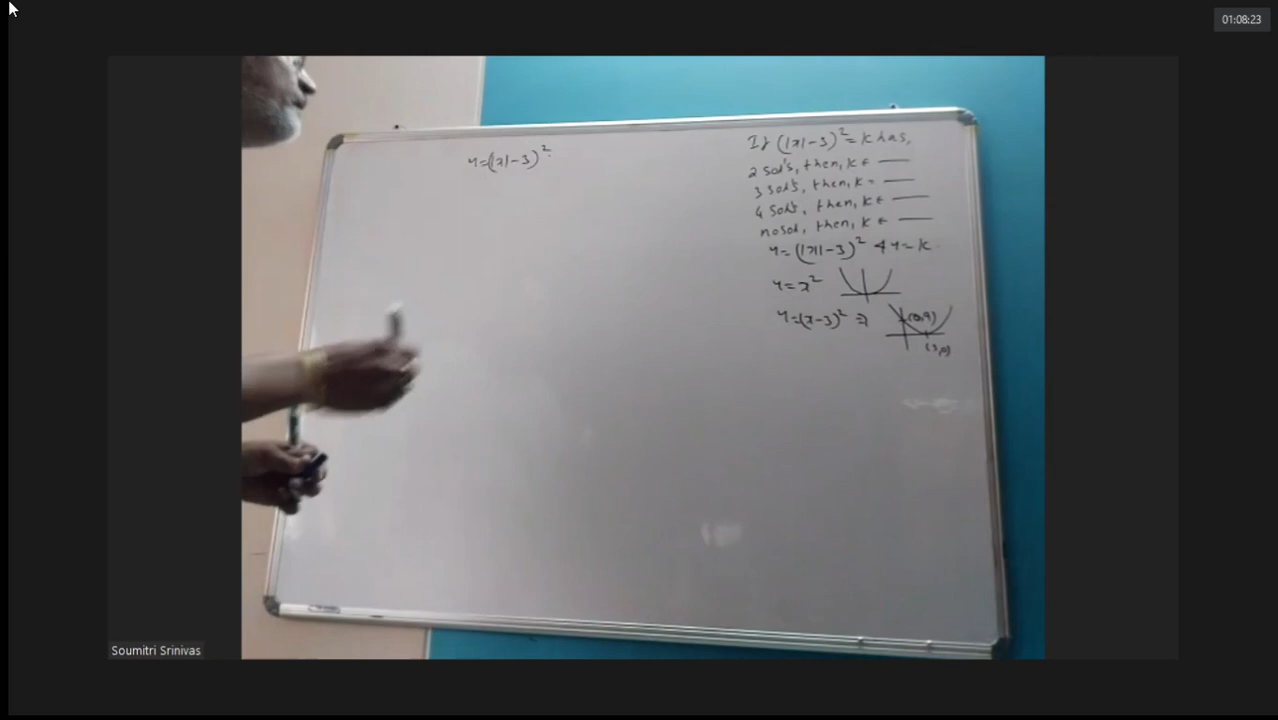 01:08:23
y=(|x|-3)²
If (|x|-3)²=k has,
2 sol's, then, k ∈ ___
3 sol's, then, k = ___
4 sol's, then, k ∈ ___
no sol, then, k ∈ ___
y=(|x|-3)² & y=k
y=x²
y=(x-3)² ⇒ (0,9)
(3,0)
Soumitri Srinivas